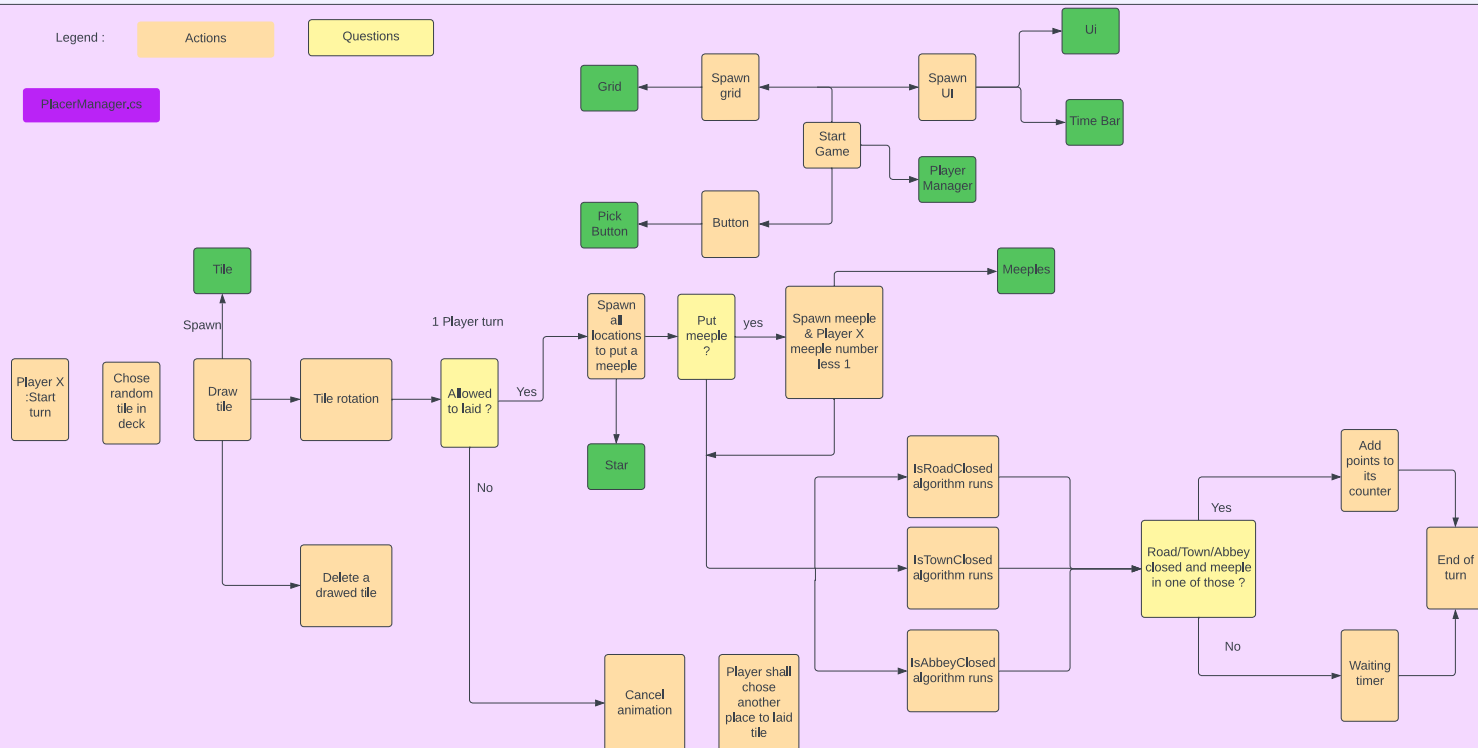 Legend :
Actions
Questions
PlacerManager.cs
Grid
Spawn
grid
Spawn
UI
Ui
Time Bar
Start
Game
Player
Manager
Pick
Button
Button
Tile
Spawn
1 Player turn
Player X
:Start
turn
Chose
random
tile in
deck
Draw
tile
Tile rotation
Allowed
to laid ?
Yes
No
Spawn
all
locations
to put a
meeple
Put
meeple
?
yes
Spawn meeple
& Player X
meeple number
less 1
Meeples
Star
Delete a
drawed tile
Cancel
animation
Player shall
chose
another
place to laid
tile
IsRoadClosed
algorithm runs
IsTownClosed
algorithm runs
IsAbbeyClosed
algorithm runs
Road/Town/Abbey
closed and meeple
in one of those ?
Yes
No
Add
points to
its
counter
Waiting
timer
End of
turn